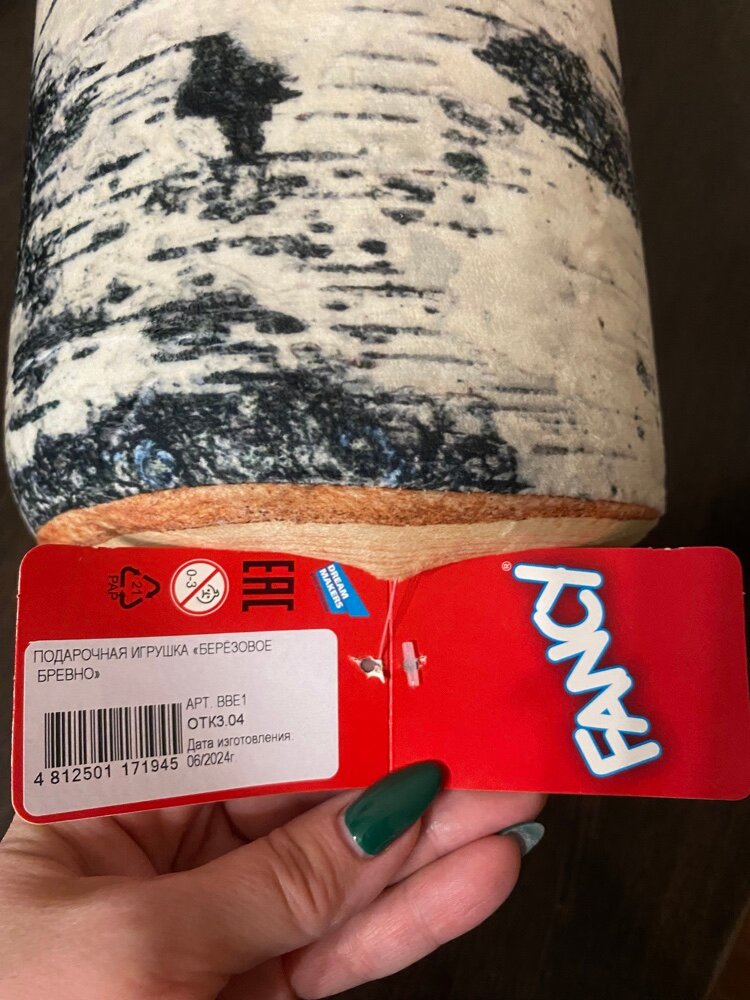 21
PAP
0-3
EAC
DREAM
MAKERS
FANCY
®
ПОДАРОЧНАЯ ИГРУШКА «БЕРЁЗОВОЕ
БРЕВНО»
АРТ. BBE1
ОТК3.04
Дата изготовления:
06/2024г.
4 812501 171945